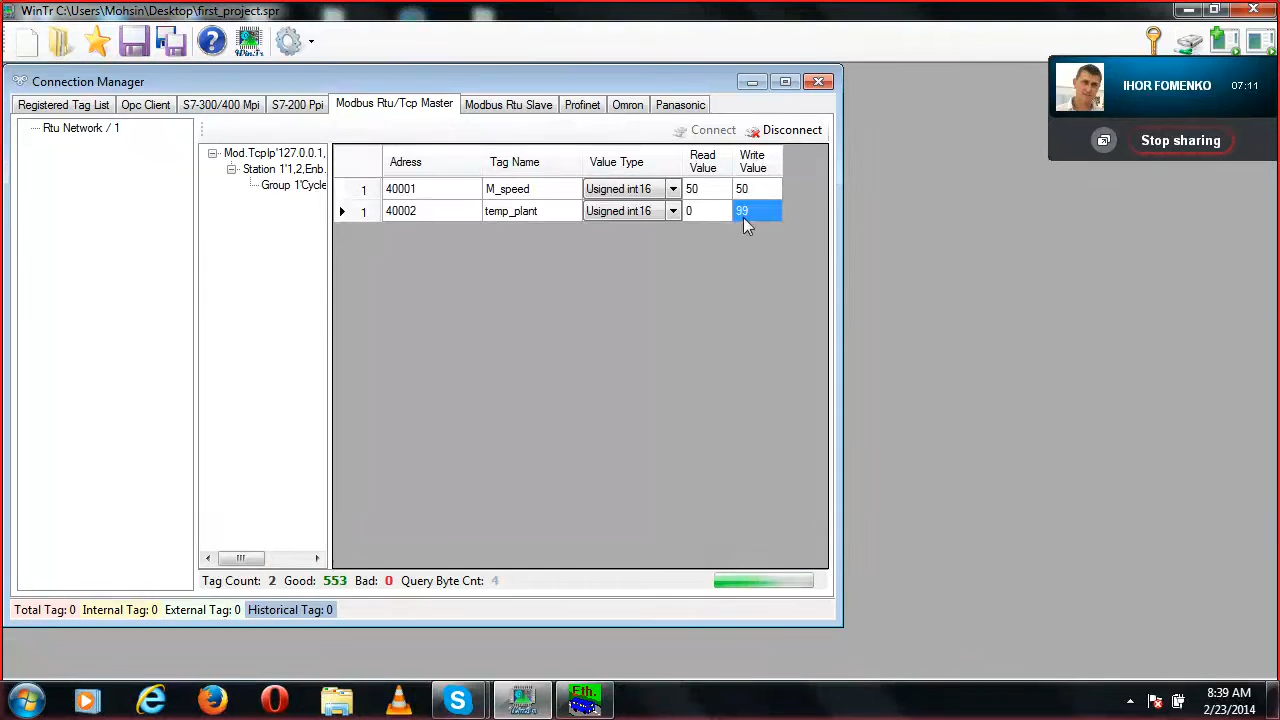 WinTr C:\Users\Mohsin\Desktop\first_project.spr
WinTr
Connection Manager
IHOR FOMENKO 07:11
Stop sharing
Registered Tag List Opc Client S7-300/400 Mpi S7-200 Ppi Modbus Rtu/Tcp Master Modbus Rtu Slave Profinet Omron Panasonic
Rtu Network / 1
Connect Disconnect
Mod.TcpIp'127.0.0.1,
Station 1'1,2,Enb.
Group 1'Cycle
Adress Tag Name Value Type Read Value Write Value
1 40001 M_speed Usigned int16 50 50
1 40002 temp_plant Usigned int16 0 99
Tag Count: 2 Good: 553 Bad: 0 Query Byte Cnt: 4
Total Tag: 0 Internal Tag: 0 External Tag: 0 Historical Tag: 0
Eth.
8:39 AM
2/23/2014